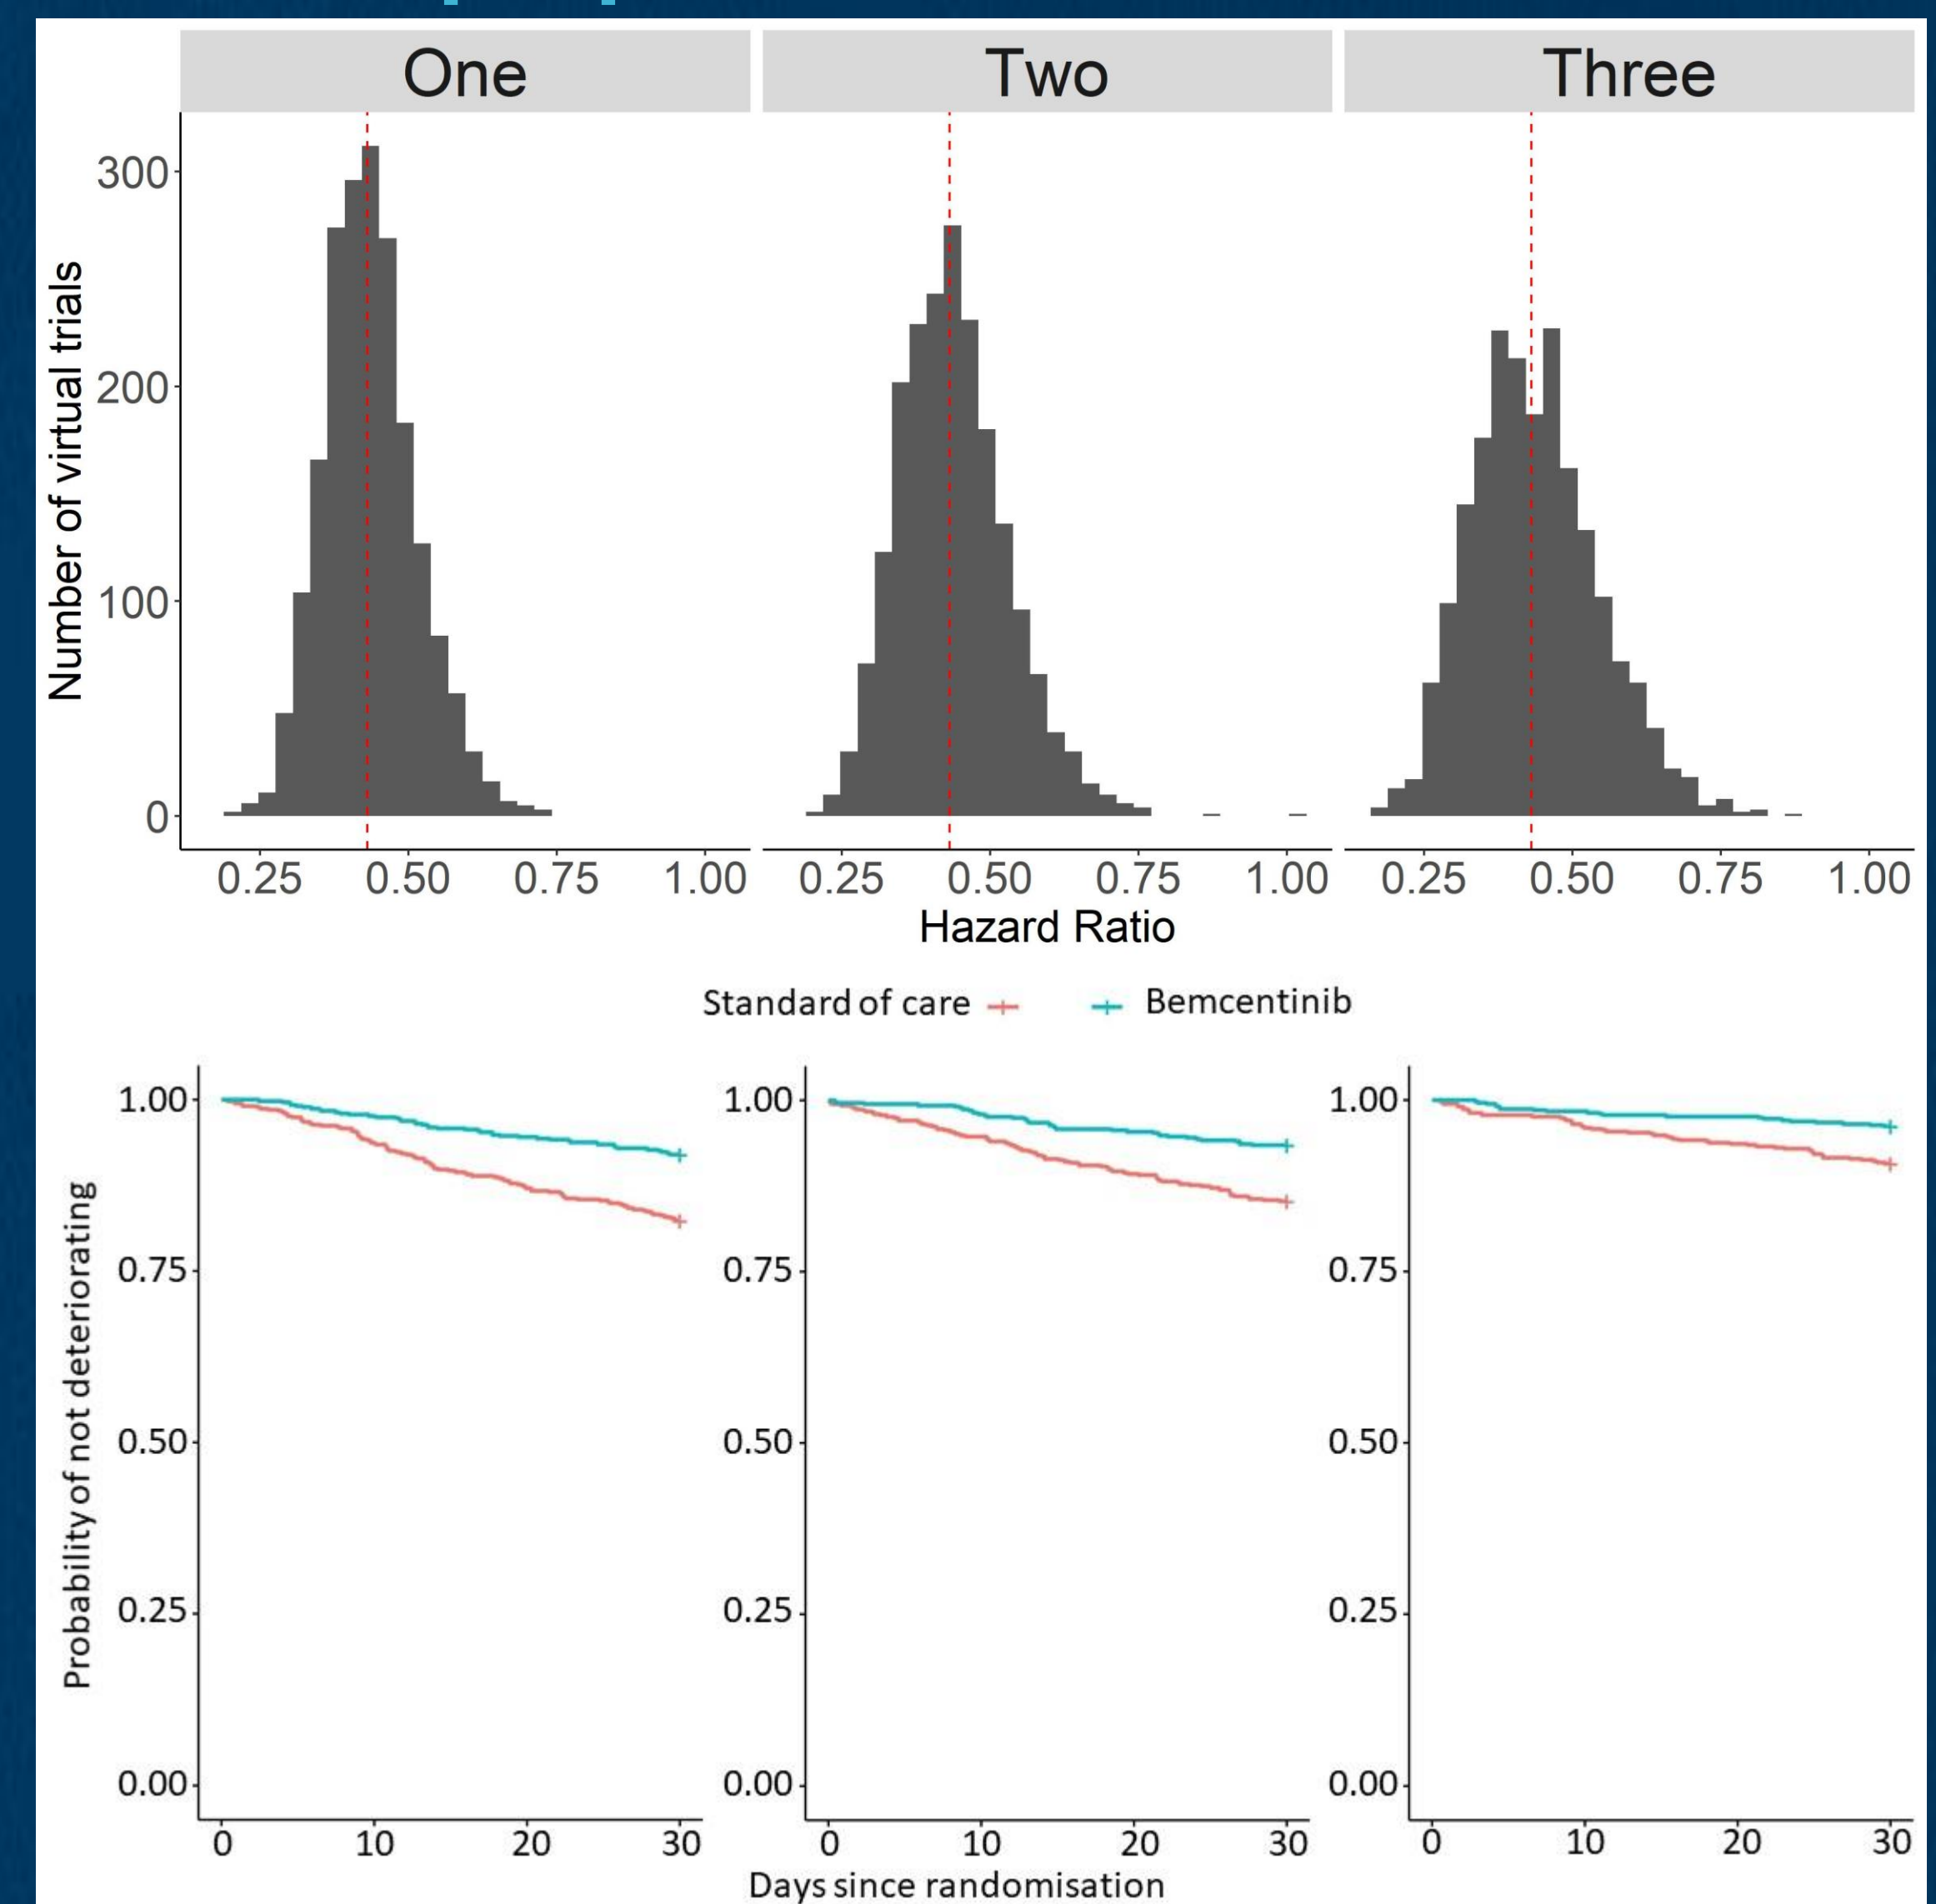 One Two Three
300
200
100
0
Number of virtual trials
0.25 0.50 0.75 1.00 0.25 0.50 0.75 1.00 0.25 0.50 0.75 1.00
Hazard Ratio
Standard of care Bemcentinib
1.00 1.00 1.00
0.75 0.75 0.75
0.50 0.50 0.50
0.25 0.25 0.25
0.00 0.00 0.00
Probability of not deteriorating
0 10 20 30 0 10 20 30 0 10 20 30
Days since randomisation